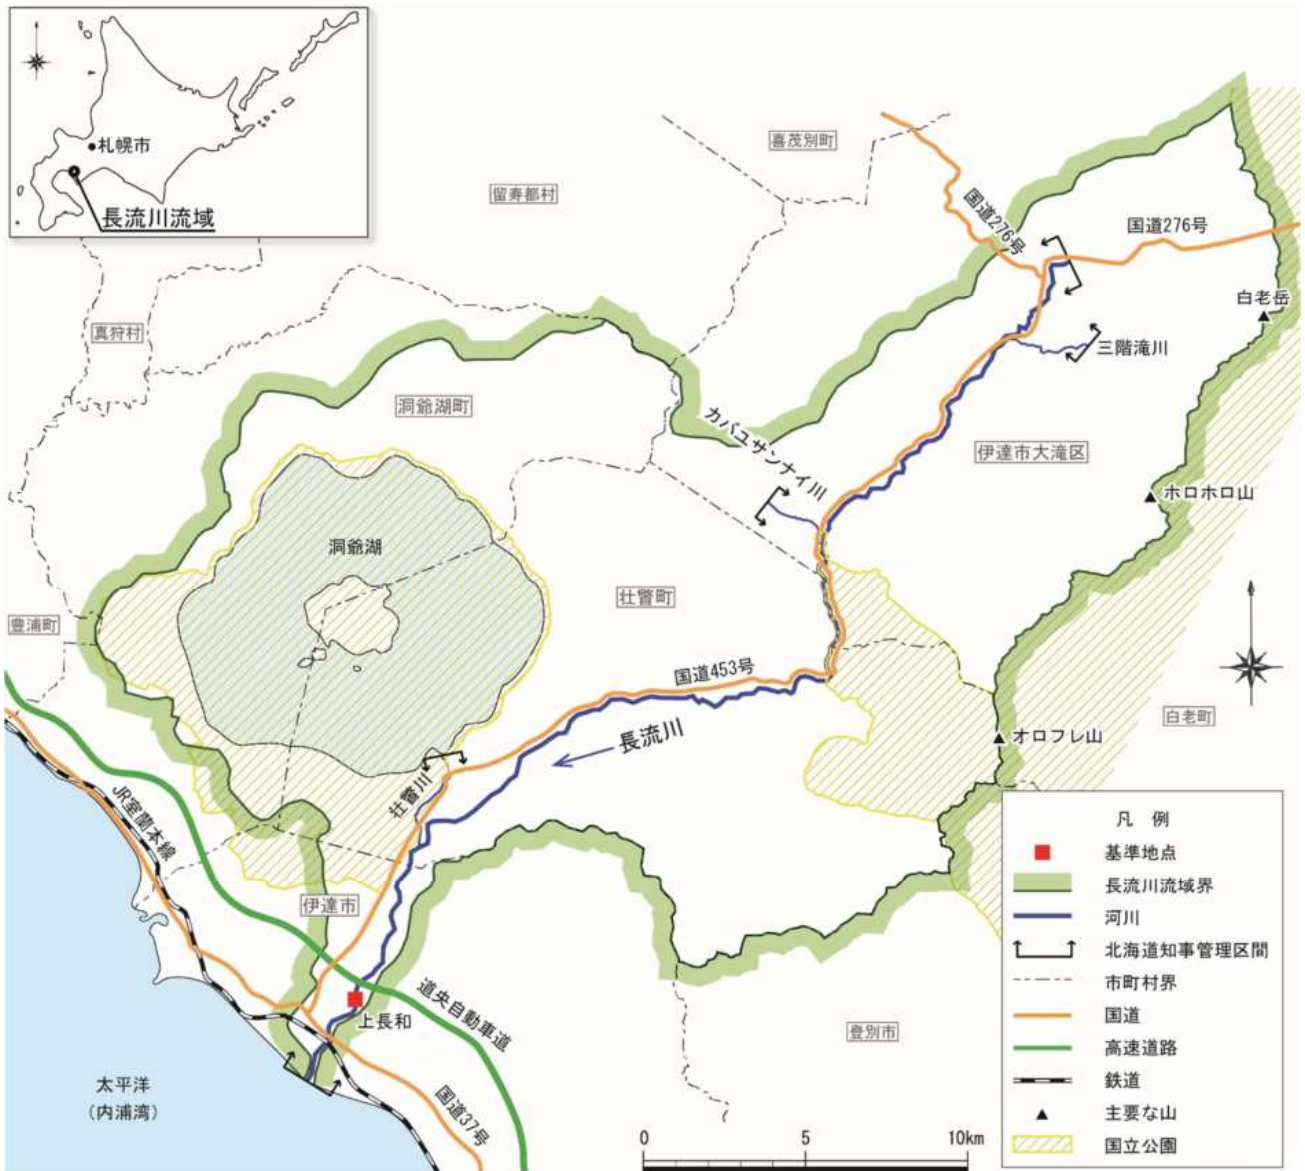 札幌市
長流川流域
喜茂別町
留寿都村
国道276号
国道276号
白老岳
真狩村
三階滝川
洞爺湖町
カバユサンナイ川
伊達市大滝区
ホロホロ山
洞爺湖
豊浦町
壮瞥町
国道453号
白老町
長流川
オロフレ山
壮瞥川
JR室蘭本線
伊達市
道央自動車道
上長和
登別市
太平洋
(内浦湾)
国道37号
凡 例
基準地点
長流川流域界
河川
北海道知事管理区間
市町村界
国道
高速道路
鉄道
主要な山
国立公園
0 5 10km